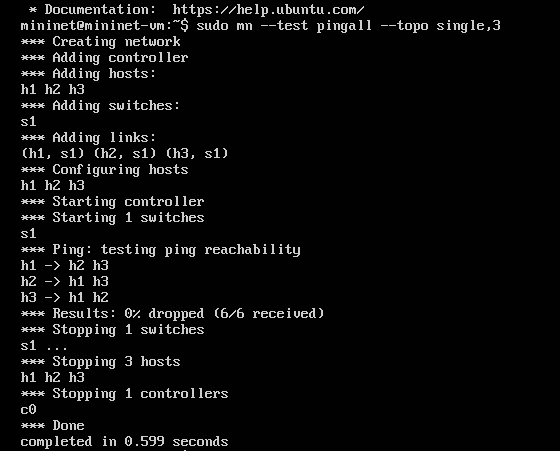 * Documentation:  https://help.ubuntu.com/
mininet@mininet-vm:~$ sudo mn --test pingall --topo single,3
*** Creating network
*** Adding controller
*** Adding hosts:
h1 h2 h3
*** Adding switches:
s1
*** Adding links:
(h1, s1) (h2, s1) (h3, s1)
*** Configuring hosts
h1 h2 h3
*** Starting controller
*** Starting 1 switches
s1
*** Ping: testing ping reachability
h1 -> h2 h3
h2 -> h1 h3
h3 -> h1 h2
*** Results: 0% dropped (6/6 received)
*** Stopping 1 switches
s1 ...
*** Stopping 3 hosts
h1 h2 h3
*** Stopping 1 controllers
c0
*** Done
completed in 0.599 seconds